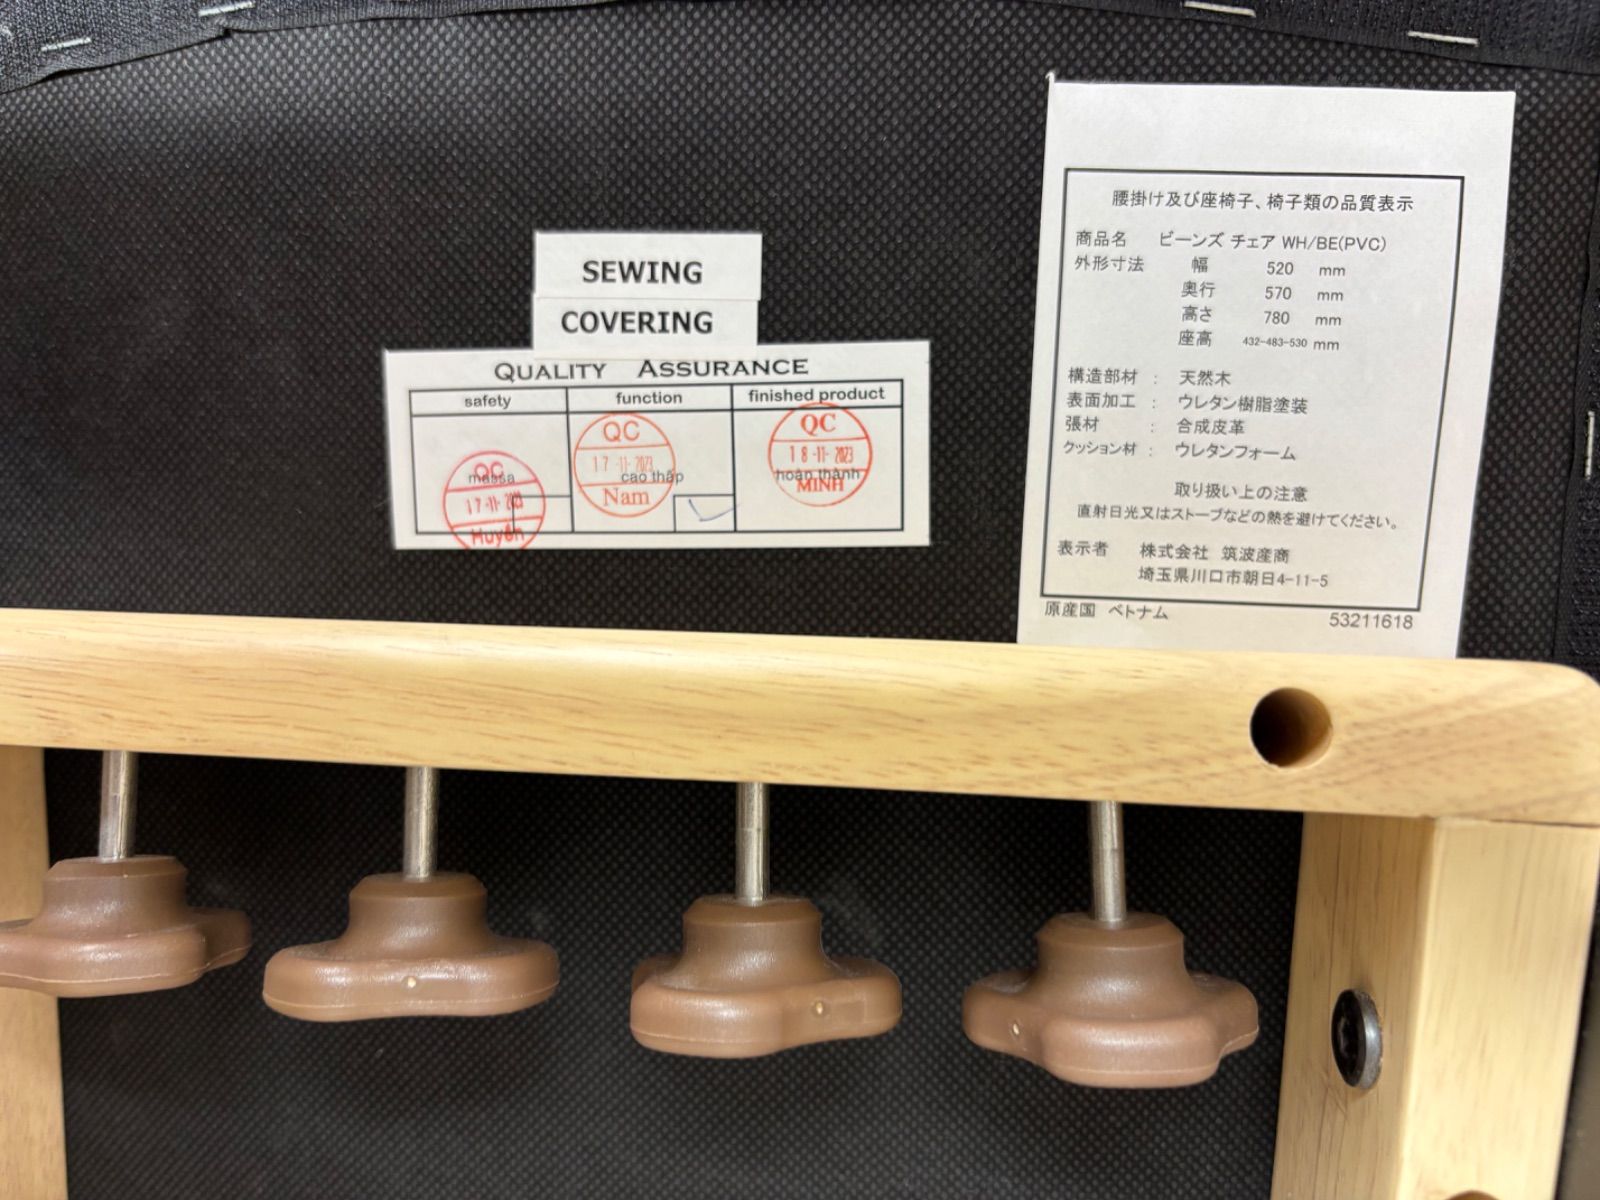 SEWING
COVERING
QUALITY ASSURANCE
safety function finished product
QC
massa
17-11-2023
Huyền
QC
17-11-2023
cao thấp
Nam
QC
18-11-2023
hoàn thành
MINH
腰掛け及び座椅子、椅子類の品質表示
商品名 ビーンズ チェア WH/BE(PVC)
外形寸法 幅 520 mm
奥行 570 mm
高さ 780 mm
座高 432-483-530 mm
構造部材 : 天然木
表面加工 : ウレタン樹脂塗装
張材 : 合成皮革
クッション材 : ウレタンフォーム
取り扱い上の注意
直射日光又はストーブなどの熱を避けてください。
表示者 株式会社 筑波産商
埼玉県川口市朝日4-11-5
原産国 ベトナム 53211618